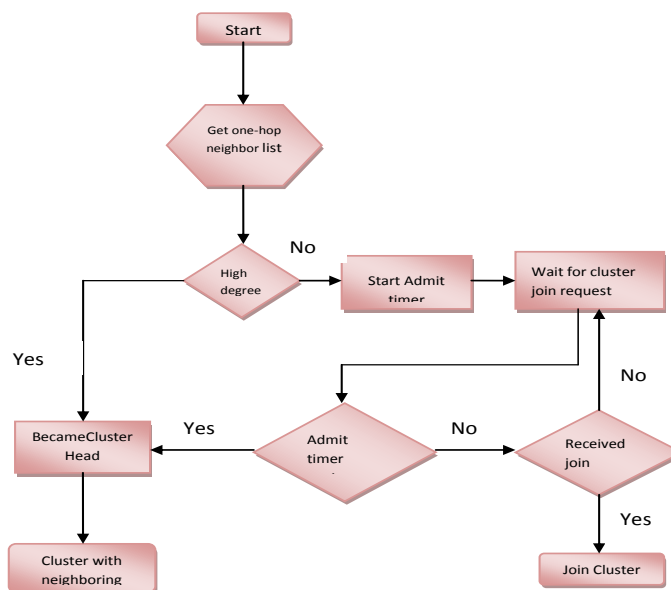 Start
Get one-hop
neighbor list
No
High
degree
Start Admit
timer
Wait for cluster
join request
Yes
No
BecameCluster
Head
Yes
Admit
timer
No
Received
join
Yes
Cluster with
neighboring
Join Cluster